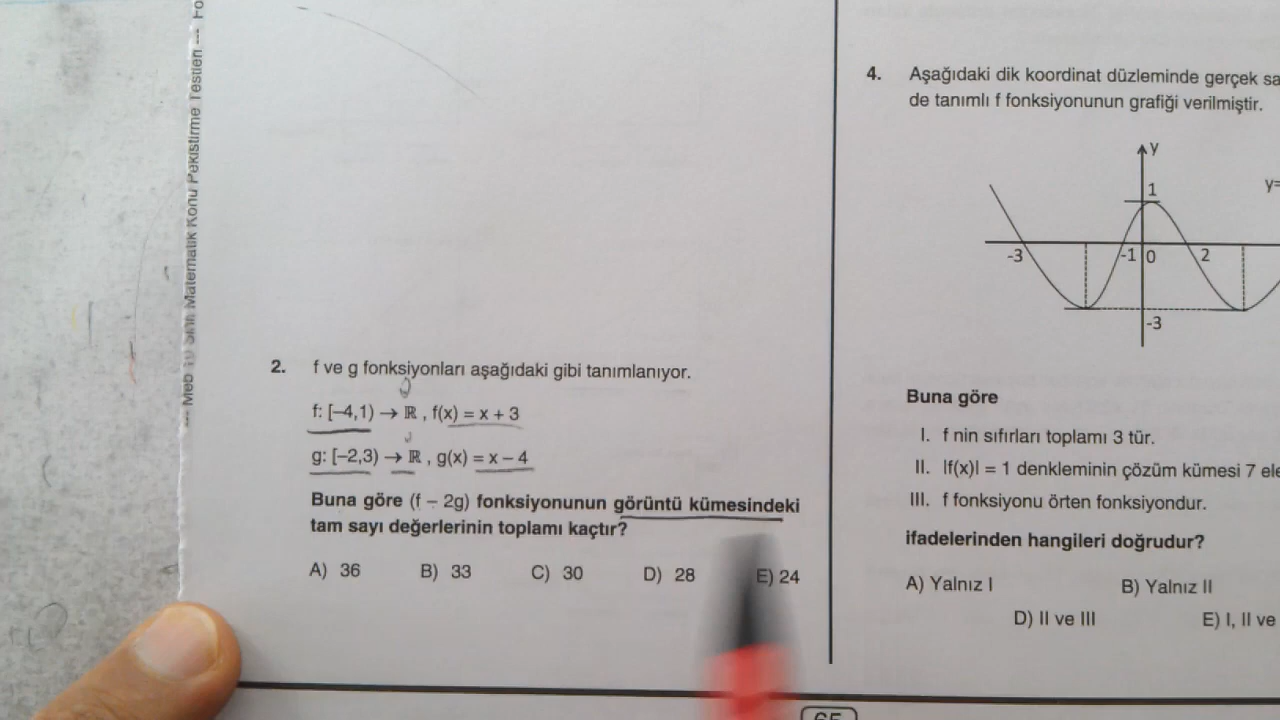 --- Meb 10 Sınıf Matematik Konu Pekiştirme Testleri ---
2. f ve g fonksiyonları aşağıdaki gibi tanımlanıyor.
f: [−4,1) → ℝ , f(x) = x + 3
g: [−2,3) → ℝ , g(x) = x − 4
Buna göre (f − 2g) fonksiyonunun görüntü kümesindeki
tam sayı değerlerinin toplamı kaçtır?
A) 36 B) 33 C) 30 D) 28 E) 24
4. Aşağıdaki dik koordinat düzleminde gerçek sa
de tanımlı f fonksiyonunun grafiği verilmiştir.
y
y=
1
-3 -1 0 2
-3
Buna göre
I. f nin sıfırları toplamı 3 tür.
II. |f(x)| = 1 denkleminin çözüm kümesi 7 ele
III. f fonksiyonu örten fonksiyondur.
ifadelerinden hangileri doğrudur?
A) Yalnız I B) Yalnız II
D) II ve III E) I, II ve